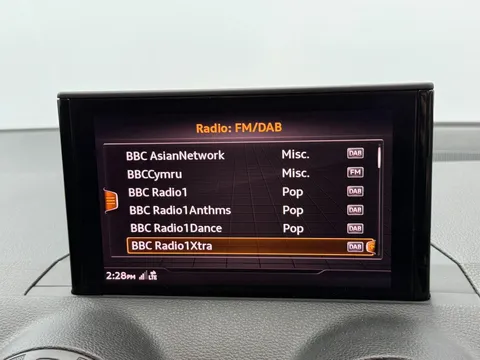 Radio: FM/DAB
BBC AsianNetwork Misc. DAB
BBCCymru Misc. FM
BBC Radio1 Pop DAB
BBC Radio1Anthms Pop DAB
BBC Radio1Dance Pop DAB
BBC Radio1Xtra DAB
2:28PM LTE